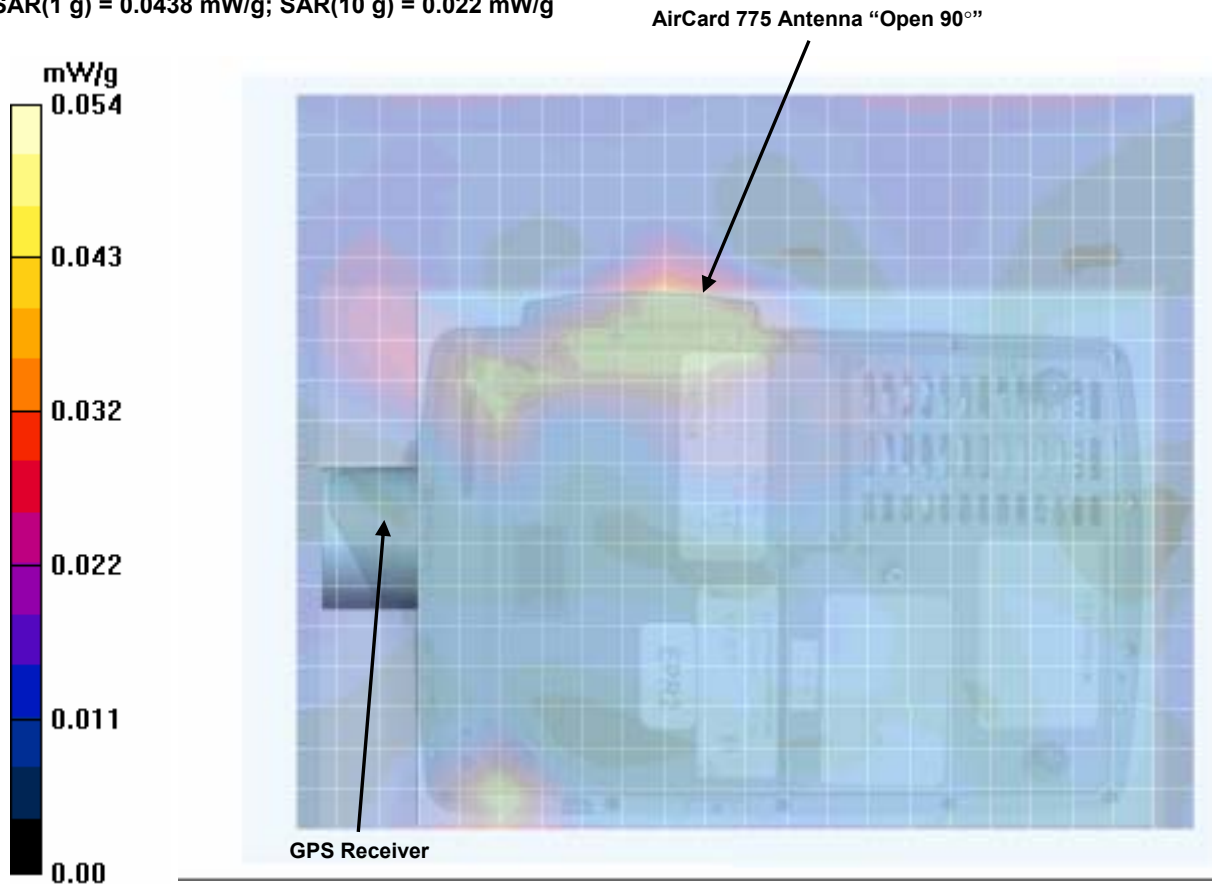 SAR(1 g) = 0.0438 mW/g; SAR(10 g) = 0.022 mW/g
AirCard 775 Antenna “Open 90°”
mW/g
0.054
0.043
0.032
0.022
0.011
0.00
GPS Receiver